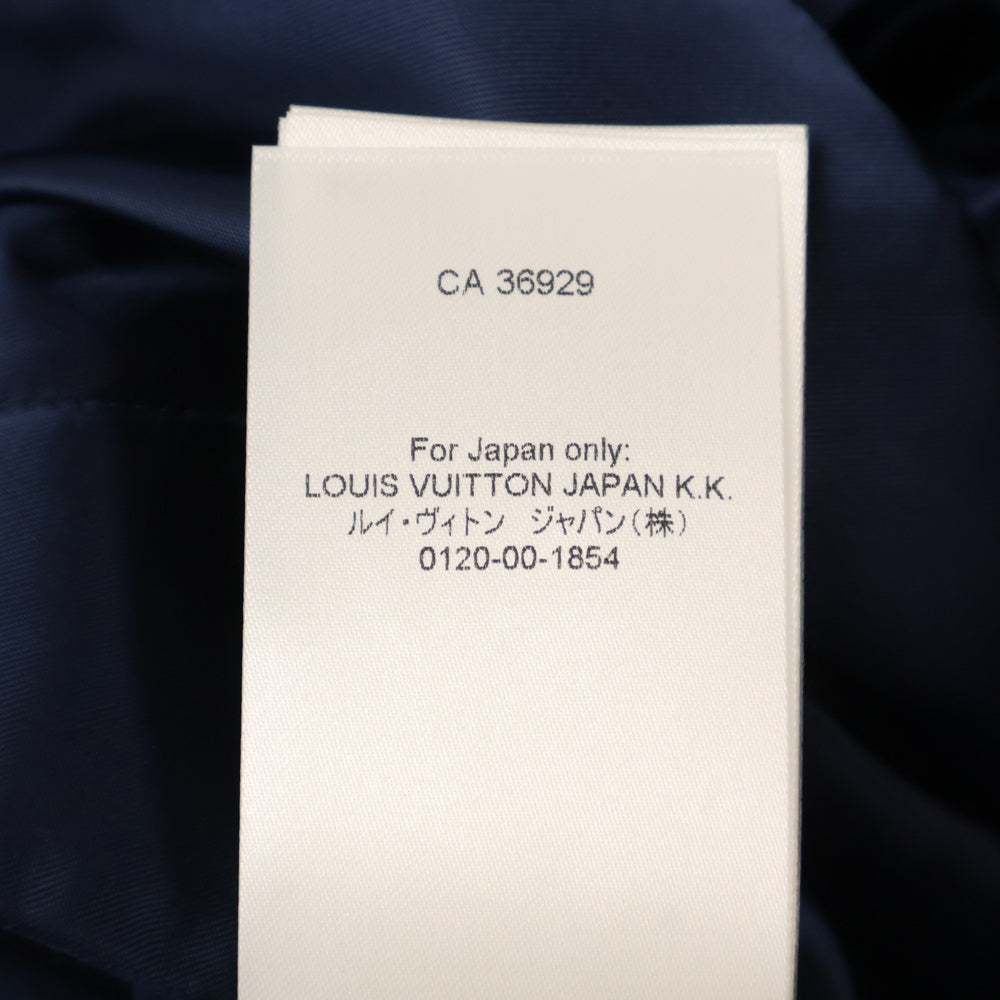 CA 36929
For Japan only:
LOUIS VUITTON JAPAN K.K.
ルイ・ヴィトン　ジャパン(株)
0120-00-1854